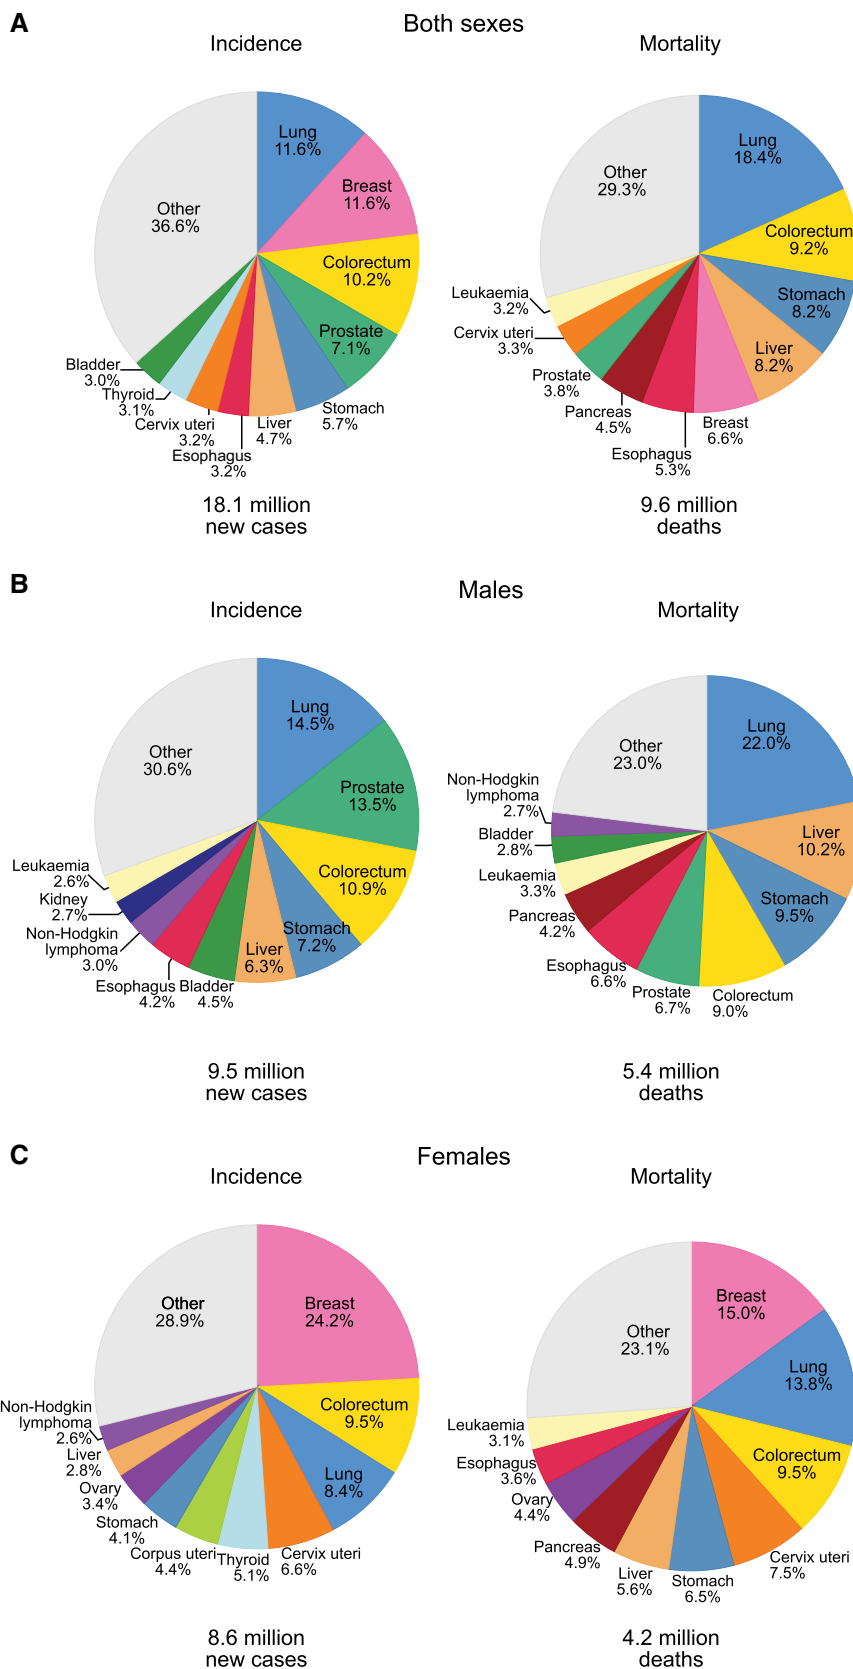 A
Both sexes
Incidence
Mortality
Lung
11.6%
Breast
11.6%
Colorectum
10.2%
Prostate
7.1%
Stomach
5.7%
Liver
4.7%
Esophagus
3.2%
Cervix uteri
3.2%
Thyroid
3.1%
Bladder
3.0%
Other
36.6%
18.1 million
new cases
Lung
18.4%
Colorectum
9.2%
Stomach
8.2%
Liver
8.2%
Breast
6.6%
Esophagus
5.3%
Pancreas
4.5%
Prostate
3.8%
Cervix uteri
3.3%
Leukaemia
3.2%
Other
29.3%
9.6 million
deaths
B
Males
Incidence
Mortality
Lung
14.5%
Prostate
13.5%
Colorectum
10.9%
Stomach
7.2%
Liver
6.3%
Bladder
4.5%
Esophagus
4.2%
Non-Hodgkin
lymphoma
3.0%
Kidney
2.7%
Leukaemia
2.6%
Other
30.6%
9.5 million
new cases
Lung
22.0%
Liver
10.2%
Stomach
9.5%
Colorectum
9.0%
Prostate
6.7%
Esophagus
6.6%
Pancreas
4.2%
Leukaemia
3.3%
Bladder
2.8%
Non-Hodgkin
lymphoma
2.7%
Other
23.0%
5.4 million
deaths
C
Females
Incidence
Mortality
Breast
24.2%
Colorectum
9.5%
Lung
8.4%
Cervix uteri
6.6%
Thyroid
5.1%
Corpus uteri
4.4%
Stomach
4.1%
Ovary
3.4%
Liver
2.8%
Non-Hodgkin
lymphoma
2.6%
Other
28.9%
8.6 million
new cases
Breast
15.0%
Lung
13.8%
Colorectum
9.5%
Cervix uteri
7.5%
Stomach
6.5%
Liver
5.6%
Pancreas
4.9%
Ovary
4.4%
Esophagus
3.6%
Leukaemia
3.1%
Other
23.1%
4.2 million
deaths